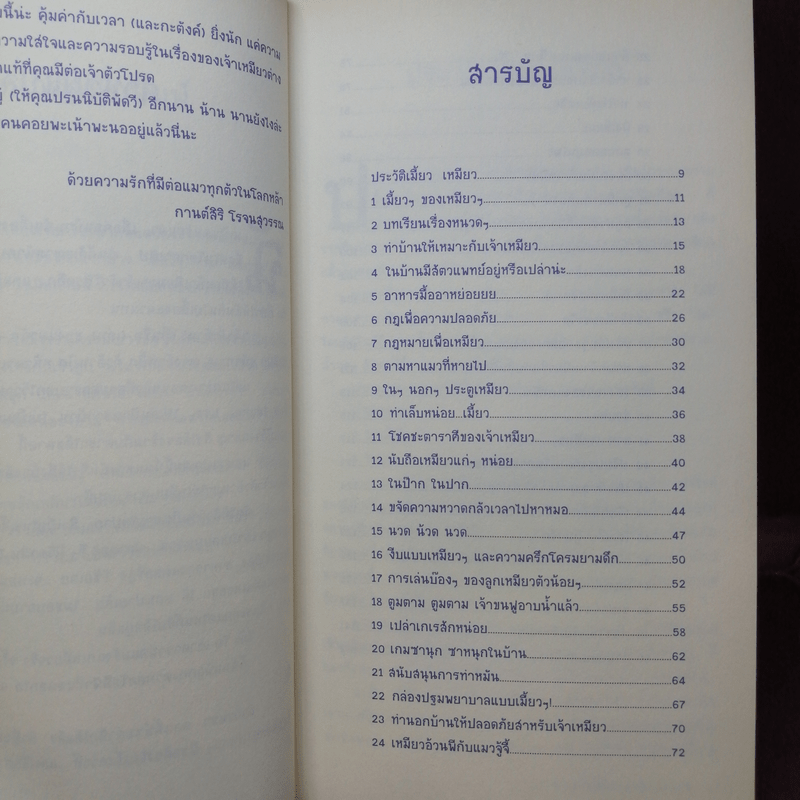 นี้น่ะ คุ้มค่ากับเวลา (และกะตังค์) ยิ่งนัก แค่ความ
ความใส่ใจและความรอบรู้ในเรื่องของเจ้าเหมียวต่าง
แท้ที่คุณมีต่อเจ้าตัวโปรด
(ให้คุณปรนนิบัติพัดวี) อีกนาน น้าน นานยังไงล่ะ
คนคอยพะเน้าพะนออยู่แล้วนี่นะ
ด้วยความรักที่มีต่อแมวทุกตัวในโลกหล้า
กานต์สิริ โรจนสุวรรณ
สารบัญ
ประวัติเมี้ยว เหมียว 9
1 เมี้ยวๆ ของเหมียวๆ 11
2 บทเรียนเรื่องหนวดๆ 13
3 ทำบ้านให้เหมาะกับเจ้าเหมียว 15
4 ในบ้านมีสัตวแพทย์อยู่หรือเปล่าน่ะ 18
5 อาหารมื้ออาหย่อยยย 22
6 กฎเพื่อความปลอดภัย 26
7 กฎหมายเพื่อเหมียว 30
8 ตามหาแมวที่หายไป 32
9 ในๆ นอกๆ ประตูเหมียว 34
10 ทำเล็บหน่อย...เมี้ยว 36
11 โชคชะตาราศีของเจ้าเหมียว 38
12 นับถือเหมียวแก่ๆ หน่อย 40
13 ในป๊าก ในปาก 42
14 ขจัดความหวาดกลัวเวลาไปหาหมอ 44
15 นวด น้วด นวด 47
16 งีบแบบเหมียวๆ และความครึกโครมยามดึก 50
17 การเล่นบ๊องๆ ของลูกเหมียวตัวน้อยๆ 52
18 ตูมตาม ตูมตาม เจ้าขนฟูอาบน้ำแล้ว 55
19 เปล่าเกเรสักหน่อย 58
20 เกมซานุก ซาหนุกในบ้าน 62
21 สนับสนุนการทำหมัน 64
22 กล่องปฐมพยาบาลแบบเมี้ยวๆ! 67
23 ทำนอกบ้านให้ปลอดภัยสำหรับเจ้าเหมียว 70
24 เหมียวอ้วนพีกับแมวจู้จี้ 72